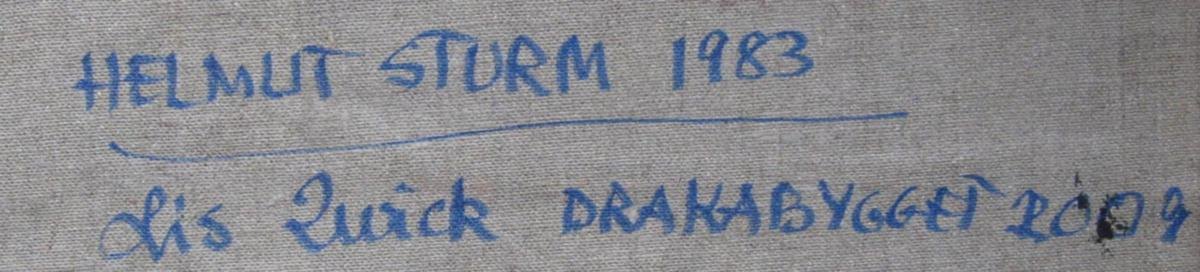 HELMUT STURM 1983
Lis Zwick DRAKABYGGET 2009